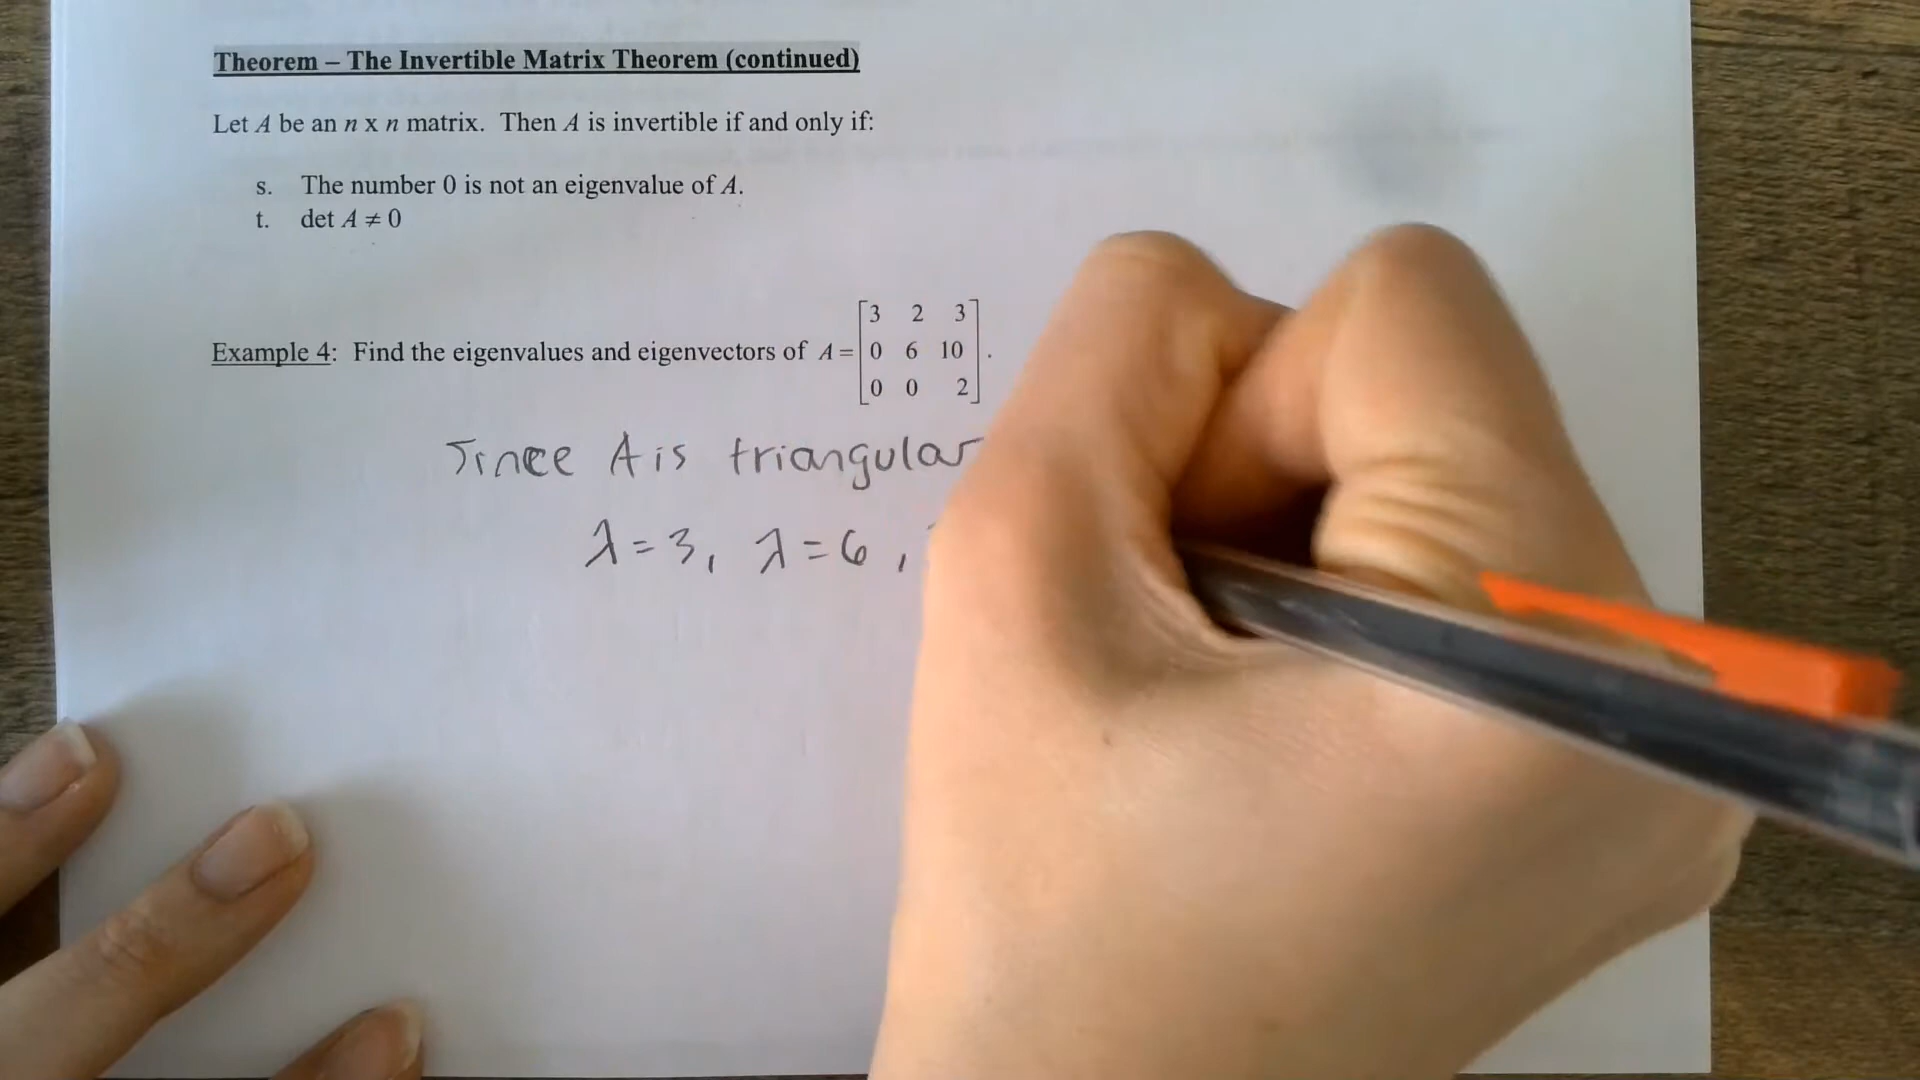 Theorem – The Invertible Matrix Theorem (continued)
Let A be an n x n matrix. Then A is invertible if and only if:
s. The number 0 is not an eigenvalue of A.
t. det A ≠ 0
Example 4: Find the eigenvalues and eigenvectors of A = [3 2 3
0 6 10
0 0 2].
Since A is triangular
λ = 3, λ = 6,